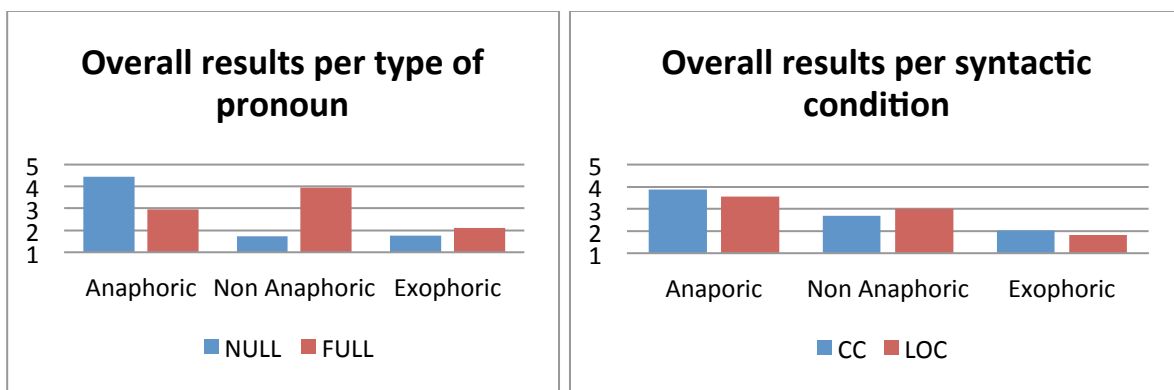 Overall results per type of
pronoun
5
4
3
2
1
Anaphoric Non Anaphoric Exophoric
NULL FULL
Overall results per syntactic
condition
5
4
3
2
1
Anaporic Non Anaphoric Exophoric
CC LOC